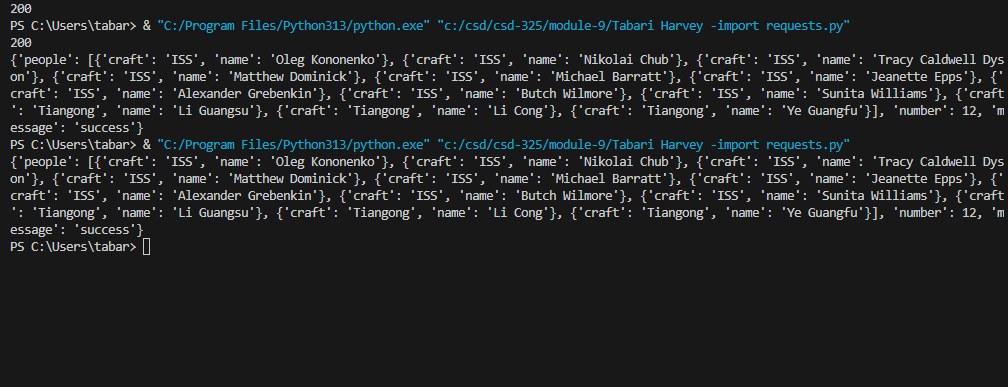 200
PS C:\Users\tabar> & "C:/Program Files/Python313/python.exe" "c:/csd/csd-325/module-9/Tabari Harvey -import requests.py"
200
{'people': [{'craft': 'ISS', 'name': 'Oleg Kononenko'}, {'craft': 'ISS', 'name': 'Nikolai Chub'}, {'craft': 'ISS', 'name': 'Tracy Caldwell Dys
on'}, {'craft': 'ISS', 'name': 'Matthew Dominick'}, {'craft': 'ISS', 'name': 'Michael Barratt'}, {'craft': 'ISS', 'name': 'Jeanette Epps'}, {'
craft': 'ISS', 'name': 'Alexander Grebenkin'}, {'craft': 'ISS', 'name': 'Butch Wilmore'}, {'craft': 'ISS', 'name': 'Sunita Williams'}, {'craft
': 'Tiangong', 'name': 'Li Guangsu'}, {'craft': 'Tiangong', 'name': 'Li Cong'}, {'craft': 'Tiangong', 'name': 'Ye Guangfu'}], 'number': 12, 'm
essage': 'success'}
PS C:\Users\tabar> & "C:/Program Files/Python313/python.exe" "c:/csd/csd-325/module-9/Tabari Harvey -import requests.py"
{'people': [{'craft': 'ISS', 'name': 'Oleg Kononenko'}, {'craft': 'ISS', 'name': 'Nikolai Chub'}, {'craft': 'ISS', 'name': 'Tracy Caldwell Dys
on'}, {'craft': 'ISS', 'name': 'Matthew Dominick'}, {'craft': 'ISS', 'name': 'Michael Barratt'}, {'craft': 'ISS', 'name': 'Jeanette Epps'}, {'
craft': 'ISS', 'name': 'Alexander Grebenkin'}, {'craft': 'ISS', 'name': 'Butch Wilmore'}, {'craft': 'ISS', 'name': 'Sunita Williams'}, {'craft
': 'Tiangong', 'name': 'Li Guangsu'}, {'craft': 'Tiangong', 'name': 'Li Cong'}, {'craft': 'Tiangong', 'name': 'Ye Guangfu'}], 'number': 12, 'm
essage': 'success'}
PS C:\Users\tabar>